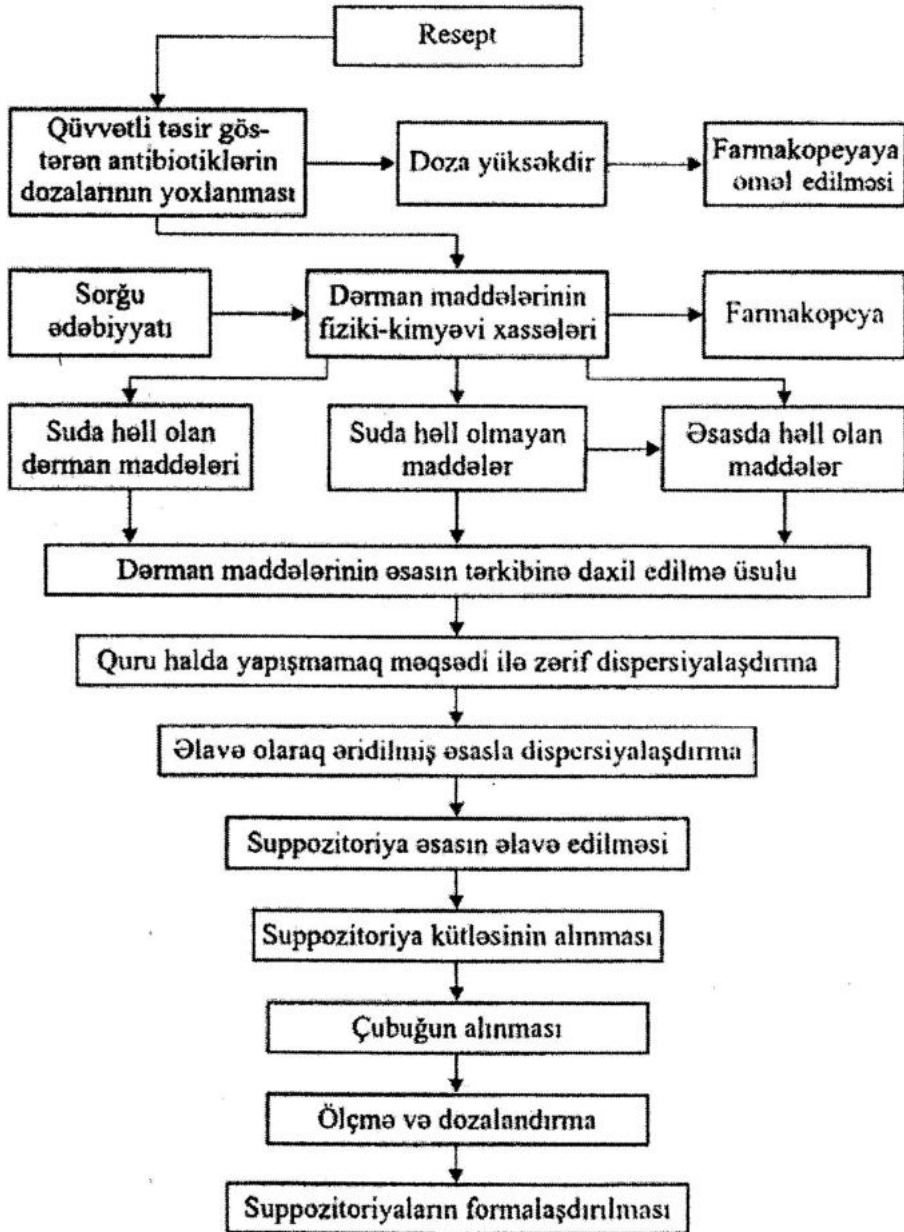 Resept
Qüvvətli təsir gös-
tərən antibiotiklərin
dozalarının yoxlanması
Doza yüksəkdir
Farmakopeyaya
əməl edilməsi
Sorğu
ədəbiyyatı
Dərman maddələrinin
fiziki-kimyəvi xassələri
Farmakopeya
Suda həll olan
dərman maddələri
Suda həll olmayan
maddələr
Əsasda həll olan
maddələr
Dərman maddələrinin əsasın tərkibinə daxil edilmə üsulu
Quru halda yapışmamaq məqsədi ilə zərif dispersiyalaşdırma
Əlavə olaraq əridilmiş əsasla dispersiyalaşdırma
Suppozitoriya əsasın əlavə edilməsi
Suppozitoriya kütləsinin alınması
Çubuğun alınması
Ölçmə və dozalandırma
Suppozitoriyaların formalaşdırılması